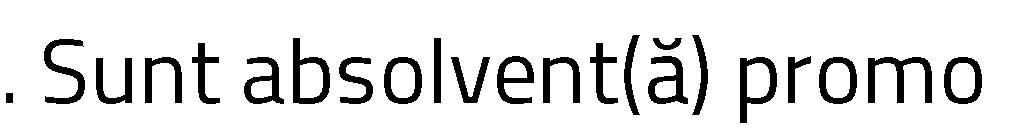 . Sunt absolvent(ă) promo